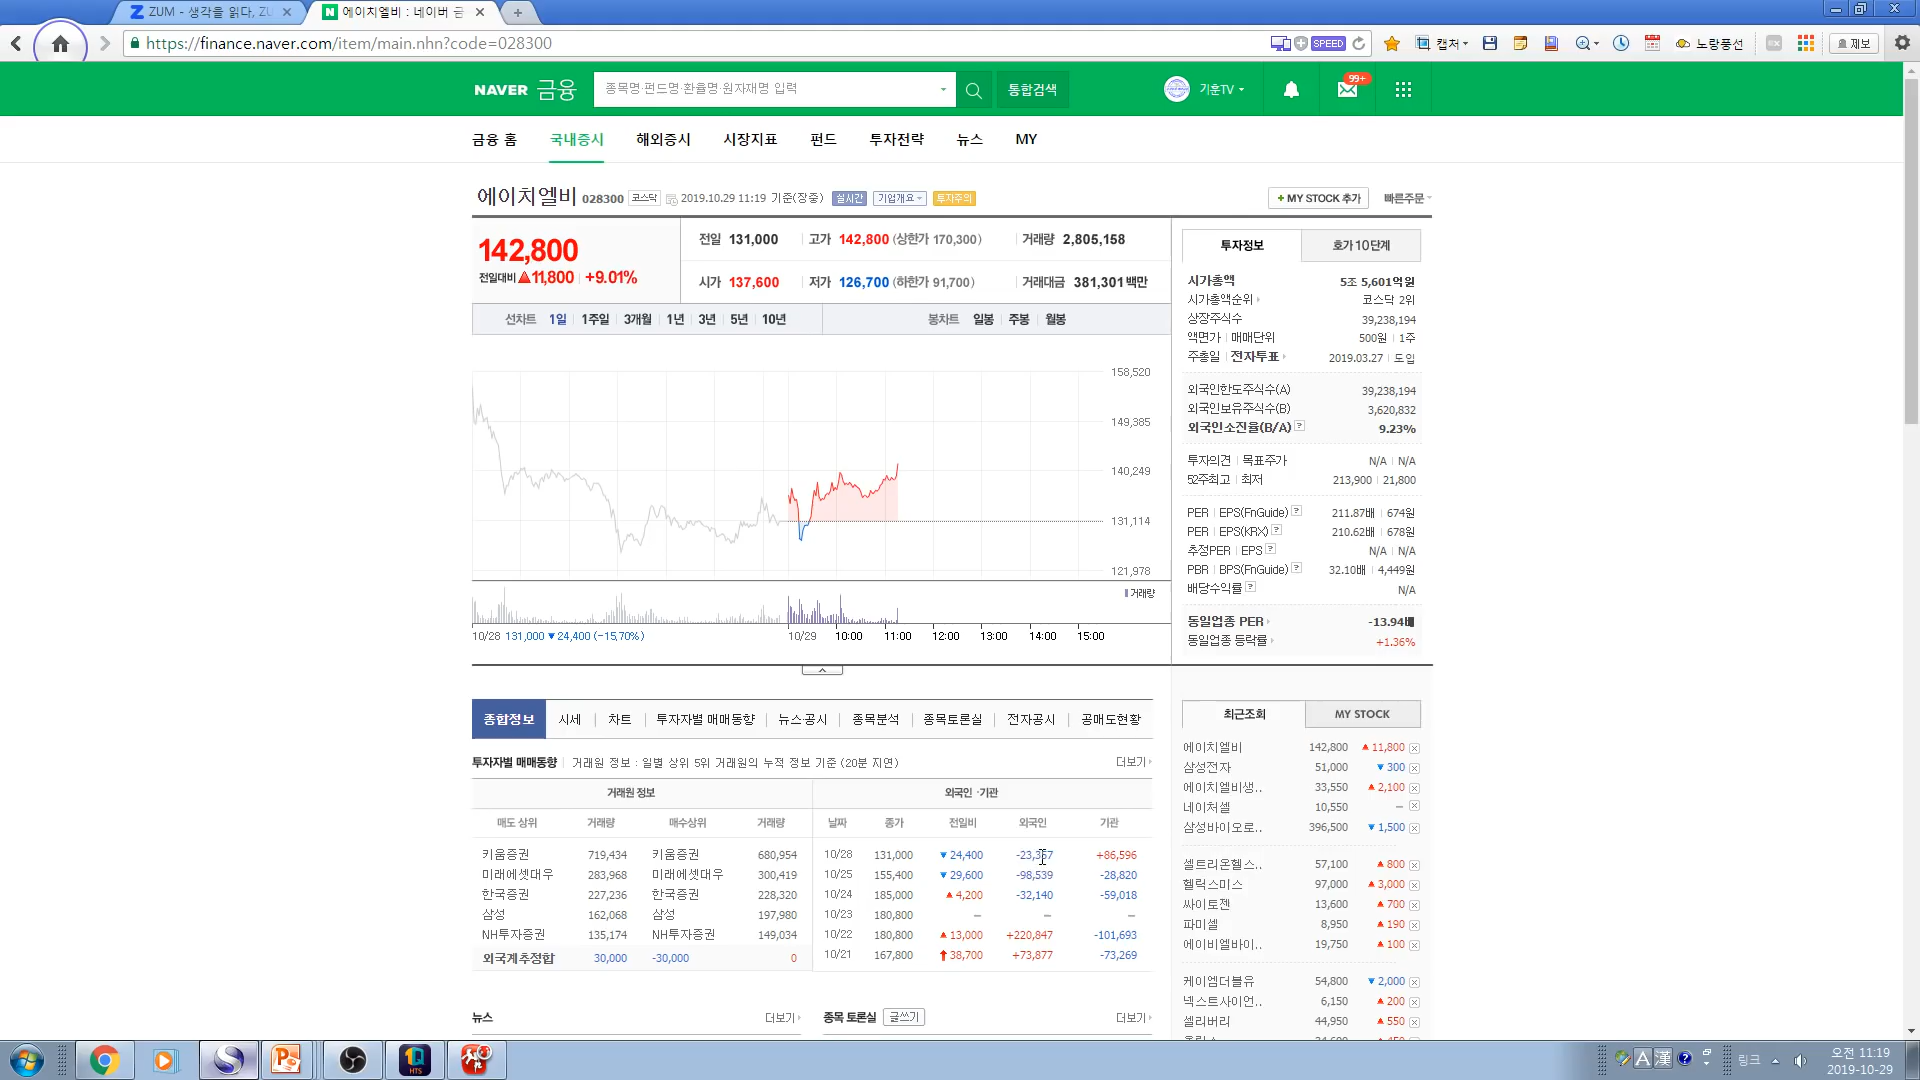 ZUM - 생각을 읽다, ZU
에이치엘비 : 네이버 금
https://finance.naver.com/item/main.nhn?code=028300
SPEED
캡처
노랑풍선
제보
NAVER 금융
종목명·펀드명·환율명·원자재명 입력
통합검색
기훈TV
99+
금융 홈 국내증시 해외증시 시장지표 펀드 투자전략 뉴스 MY
에이치엘비 028300 코스닥 2019.10.29 11:19 기준(장중) 실시간 기업개요 투자주의
+ MY STOCK 추가 빠른주문
142,800
전일대비 ▲11,800 +9.01%
전일 131,000 고가 142,800 (상한가 170,300) 거래량 2,805,158
시가 137,600 저가 126,700 (하한가 91,700) 거래대금 381,301 백만
선차트 1일 1주일 3개월 1년 3년 5년 10년 봉차트 일봉 주봉 월봉
158,520
149,385
140,249
131,114
121,978
거래량
10/28 131,000 ▼24,400 (-15.70%) 10/29 10:00 11:00 12:00 13:00 14:00 15:00
투자정보 호가 10단계
시가총액 5조 5,601억원
시가총액순위 코스닥 2위
상장주식수 39,238,194
액면가 매매단위 500원 1주
주총일 전자투표 2019.03.27 도입
외국인한도주식수(A) 39,238,194
외국인보유주식수(B) 3,620,832
외국인소진율(B/A) ? 9.23%
투자의견 목표주가 N/A N/A
52주최고 최저 213,900 21,800
PER EPS(FnGuide) ? 211.87배 674원
PER EPS(KRX) ? 210.62배 678원
추정PER EPS ? N/A N/A
PBR BPS(FnGuide) ? 32.10배 4,449원
배당수익률 ? N/A
동일업종 PER -13.94배
동일업종 등락률 +1.36%
종합정보 시세 차트 투자자별 매매동향 뉴스·공시 종목분석 종목토론실 전자공시 공매도현황
투자자별 매매동향 거래원 정보 : 일별 상위 5위 거래원의 누적 정보 기준 (20분 지연) 더보기
거래원 정보 외국인·기관
매도 상위 거래량 매수상위 거래량 날짜 종가 전일비 외국인 기관
키움증권 719,434 키움증권 680,954 10/28 131,000 ▼24,400 -23,357 +86,596
미래에셋대우 283,968 미래에셋대우 300,419 10/25 155,400 ▼29,600 -98,539 -28,820
한국증권 227,236 한국증권 228,320 10/24 185,000 ▲4,200 -32,140 -59,018
삼성 162,068 삼성 197,980 10/23 180,800 – – –
NH투자증권 135,174 NH투자증권 149,034 10/22 180,800 ▲13,000 +220,847 -101,693
외국계추정합 30,000 -30,000 0 10/21 167,800 ↑38,700 +73,877 -73,269
뉴스 더보기 종목 토론실 글쓰기 더보기
최근조회 MY STOCK
에이치엘비 142,800 ▲11,800
삼성전자 51,000 ▼300
에이치엘비생.. 33,550 ▲2,100
네이처셀 10,550 –
삼성바이오로.. 396,500 ▼1,500
셀트리온헬스.. 57,100 ▲800
헬릭스미스 97,000 ▲3,000
싸이토젠 13,600 ▲700
파미셀 8,950 ▲190
에이비엘바이.. 19,750 ▲100
케이엠더블유 54,800 ▼2,000
넥스트사이언.. 6,150 ▲200
셀리버리 44,950 ▲550
HTS
A 漢
링크
오전 11:19
2019-10-29